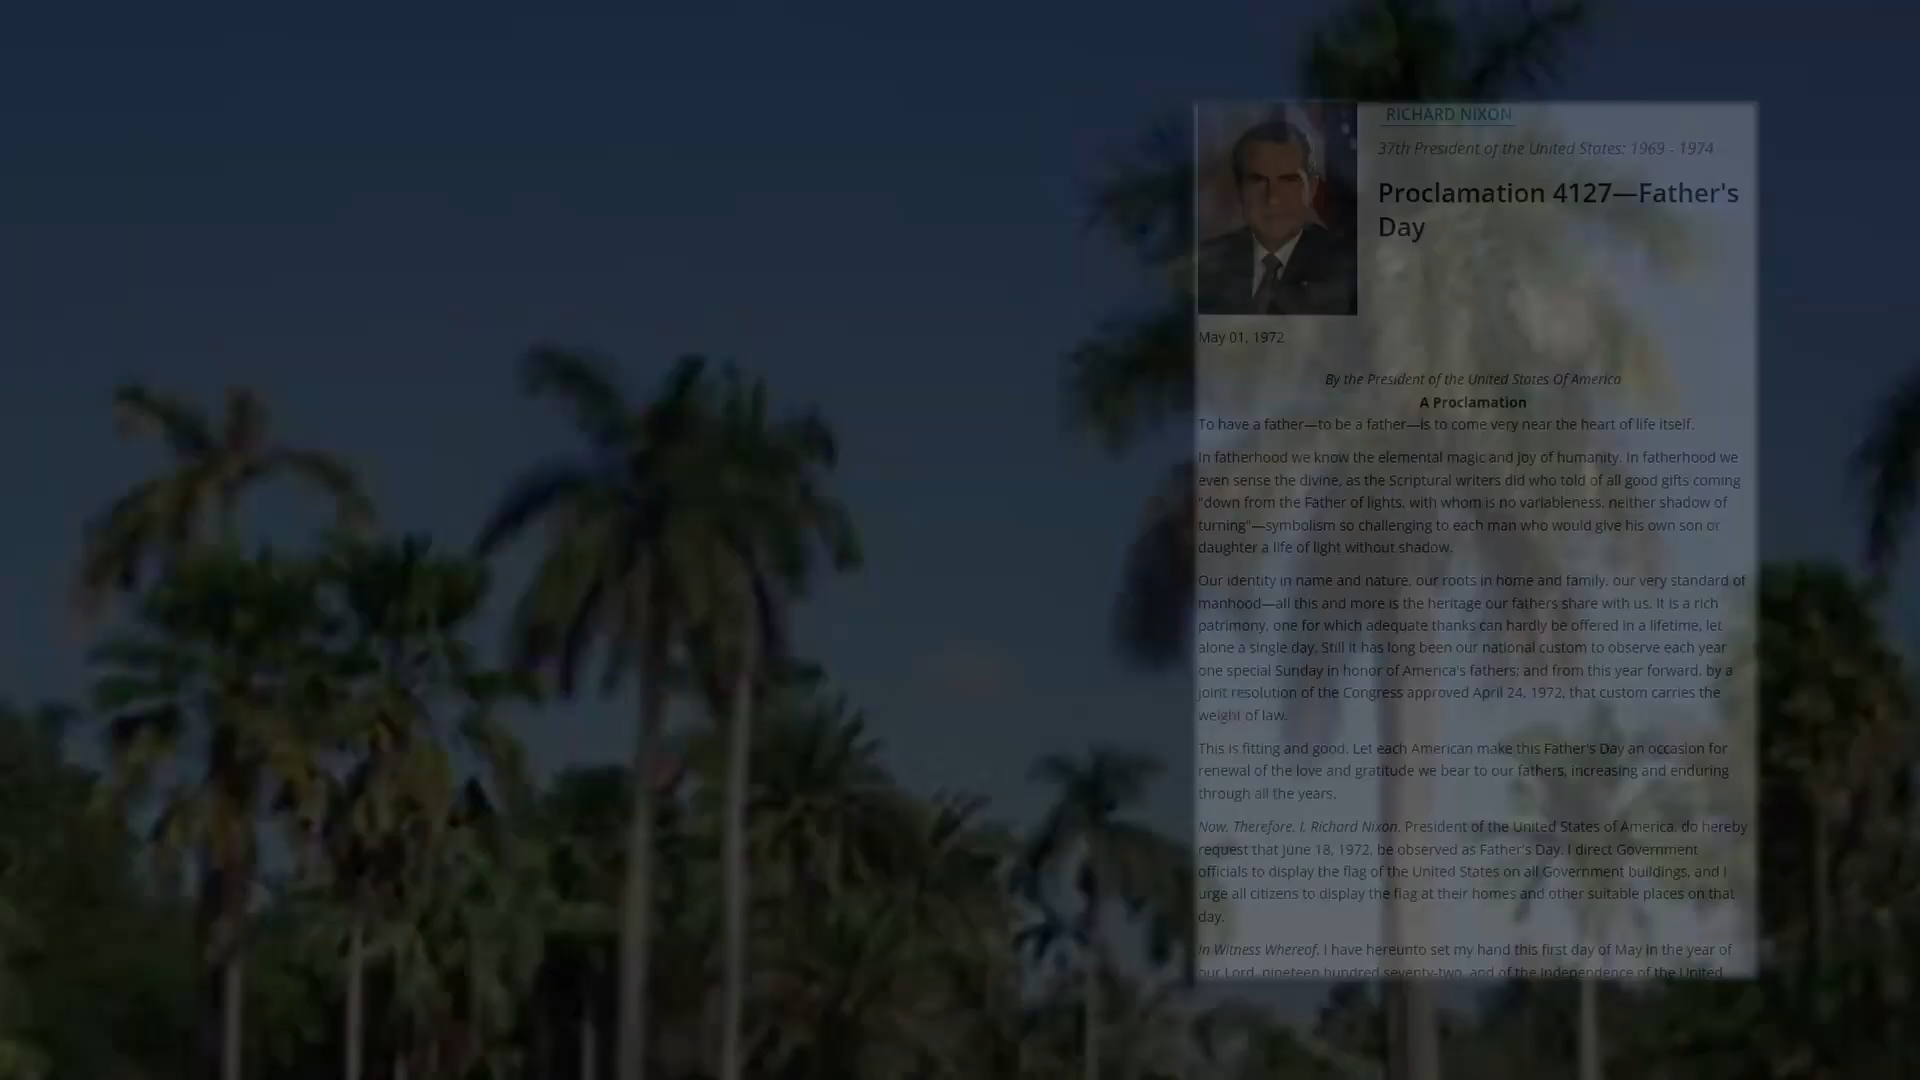 RICHARD NIXON
37th President of the United States: 1969 - 1974
Proclamation 4127—Father's
Day
May 01, 1972
By the President of the United States Of America
A Proclamation
To have a father—to be a father—is to come very near the heart of life itself.
In fatherhood we know the elemental magic and joy of humanity. In fatherhood we
even sense the divine, as the Scriptural writers did who told of all good gifts coming
"down from the Father of lights, with whom is no variableness, neither shadow of
turning"—symbolism so challenging to each man who would give his own son or
daughter a life of light without shadow.
Our identity in name and nature, our roots in home and family, our very standard of
manhood—all this and more is the heritage our fathers share with us. It is a rich
patrimony, one for which adequate thanks can hardly be offered in a lifetime, let
alone a single day. Still it has long been our national custom to observe each year
one special Sunday in honor of America's fathers; and from this year forward, by a
joint resolution of the Congress approved April 24, 1972, that custom carries the
weight of law.
This is fitting and good. Let each American make this Father's Day an occasion for
renewal of the love and gratitude we bear to our fathers, increasing and enduring
through all the years.
Now, Therefore, I, Richard Nixon, President of the United States of America, do hereby
request that June 18, 1972, be observed as Father's Day. I direct Government
officials to display the flag of the United States on all Government buildings, and I
urge all citizens to display the flag at their homes and other suitable places on that
day.
In Witness Whereof, I have hereunto set my hand this first day of May in the year of
our Lord, nineteen hundred seventy-two, and of the Independence of the United